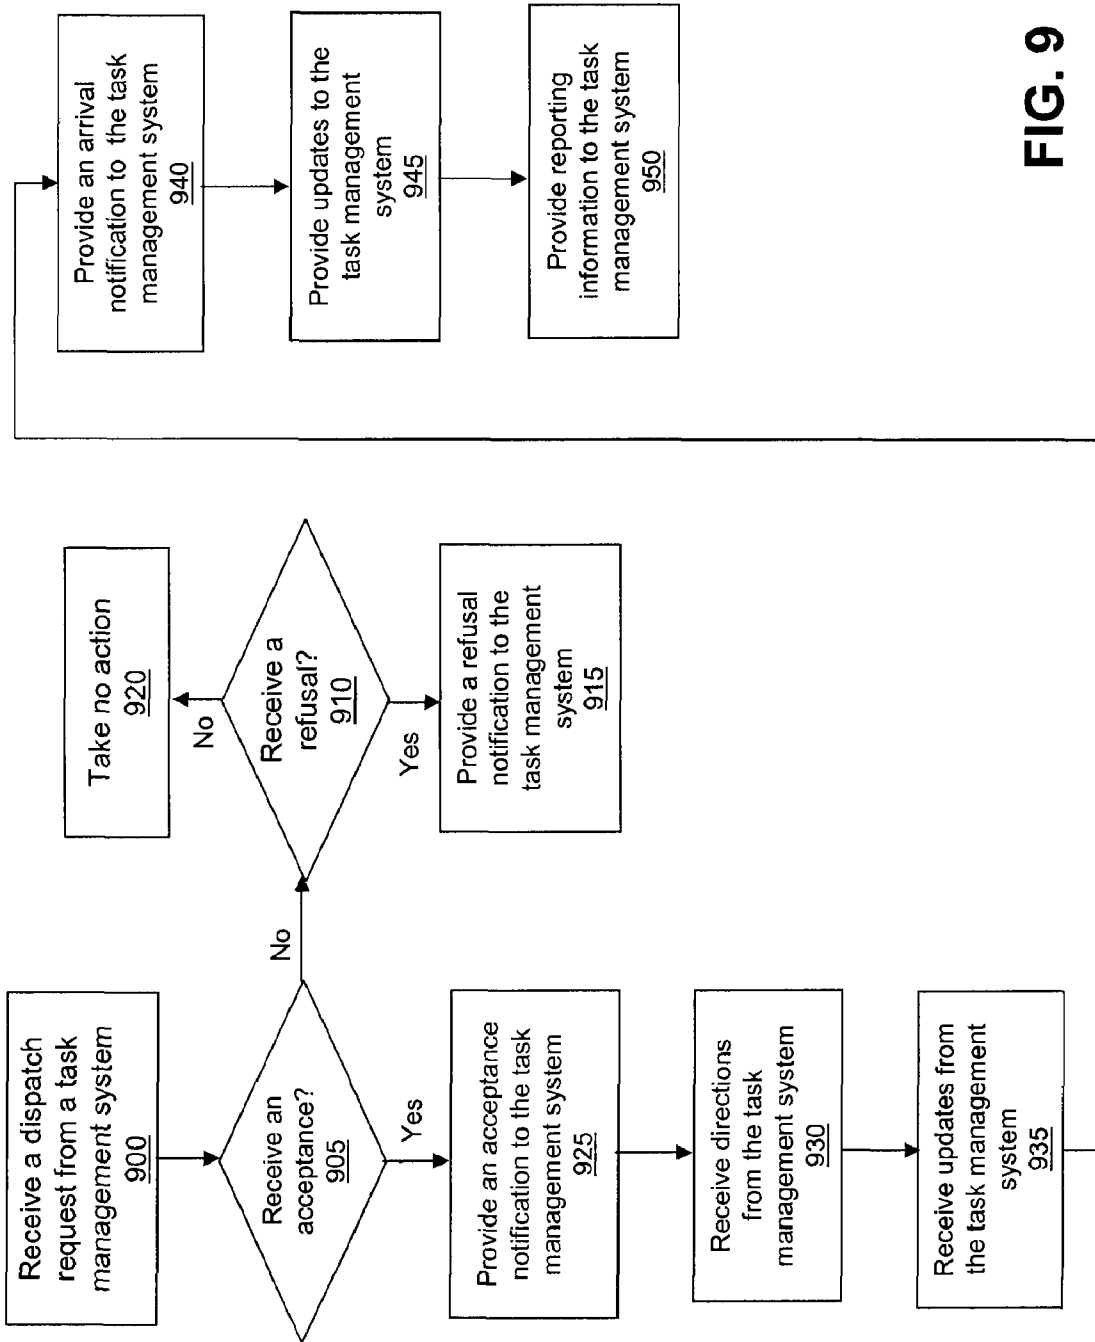 Receive a dispatch
request from a task
management system
900
Receive an
acceptance?
905
No
Yes
Receive a
refusal?
910
No
Take no action
920
Yes
Provide a refusal
notification to the
task management
system
915
Provide an acceptance
notification to the task
management system
925
Receive directions
from the task
management system
930
Receive updates from
the task management
system
935
Provide an arrival
notification to the task
management system
940
Provide updates to the
task management
system
945
Provide reporting
information to the task
management system
950
FIG. 9